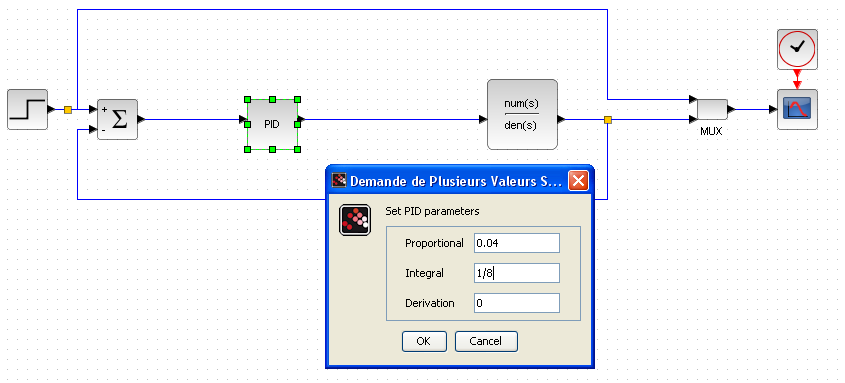 num(s)
den(s)
+
-
Σ
PID
MUX
Demande de Plusieurs Valeurs S...
Set PID parameters
Proportional 0.04
Integral 1/8
Derivation 0
OK Cancel